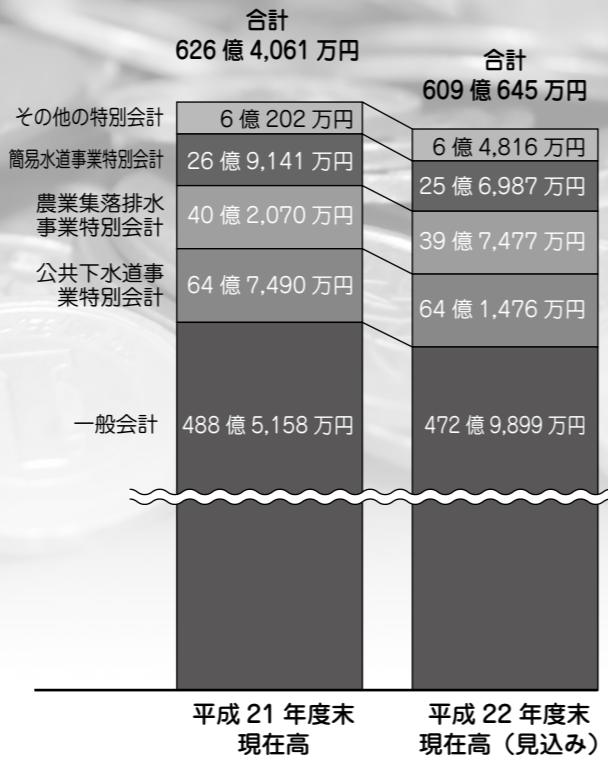 合計
626 億 4,061 万円
合計
609 億 645 万円
その他の特別会計
6 億 202 万円
6 億 4,816 万円
簡易水道事業特別会計
26 億 9,141 万円
25 億 6,987 万円
農業集落排水
事業特別会計
40 億 2,070 万円
39 億 7,477 万円
公共下水道事
業特別会計
64 億 7,490 万円
64 億 1,476 万円
一般会計
488 億 5,158 万円
472 億 9,899 万円
平成 21 年度末
現在高
平成 22 年度末
現在高（見込み）